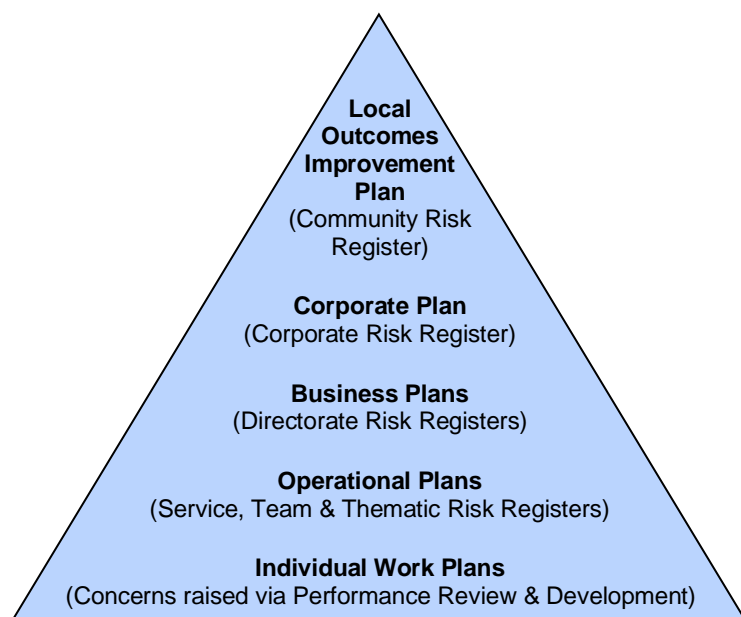 Local
Outcomes
Improvement
Plan
(Community Risk
Register)
Corporate Plan
(Corporate Risk Register)
Business Plans
(Directorate Risk Registers)
Operational Plans
(Service, Team & Thematic Risk Registers)
Individual Work Plans
(Concerns raised via Performance Review & Development)